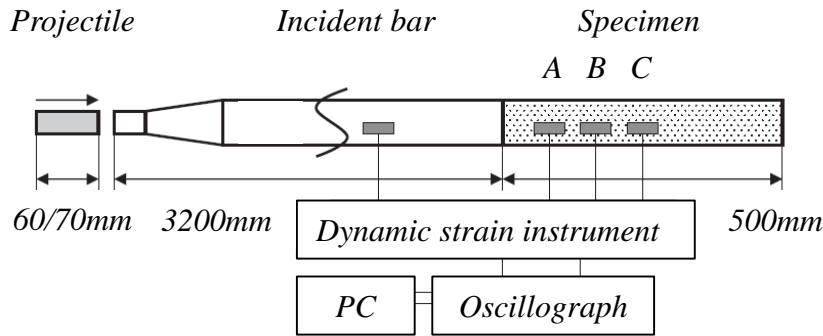 Projectile Incident bar Specimen
A B C
60/70mm 3200mm 500mm
Dynamic strain instrument
PC Oscillograph